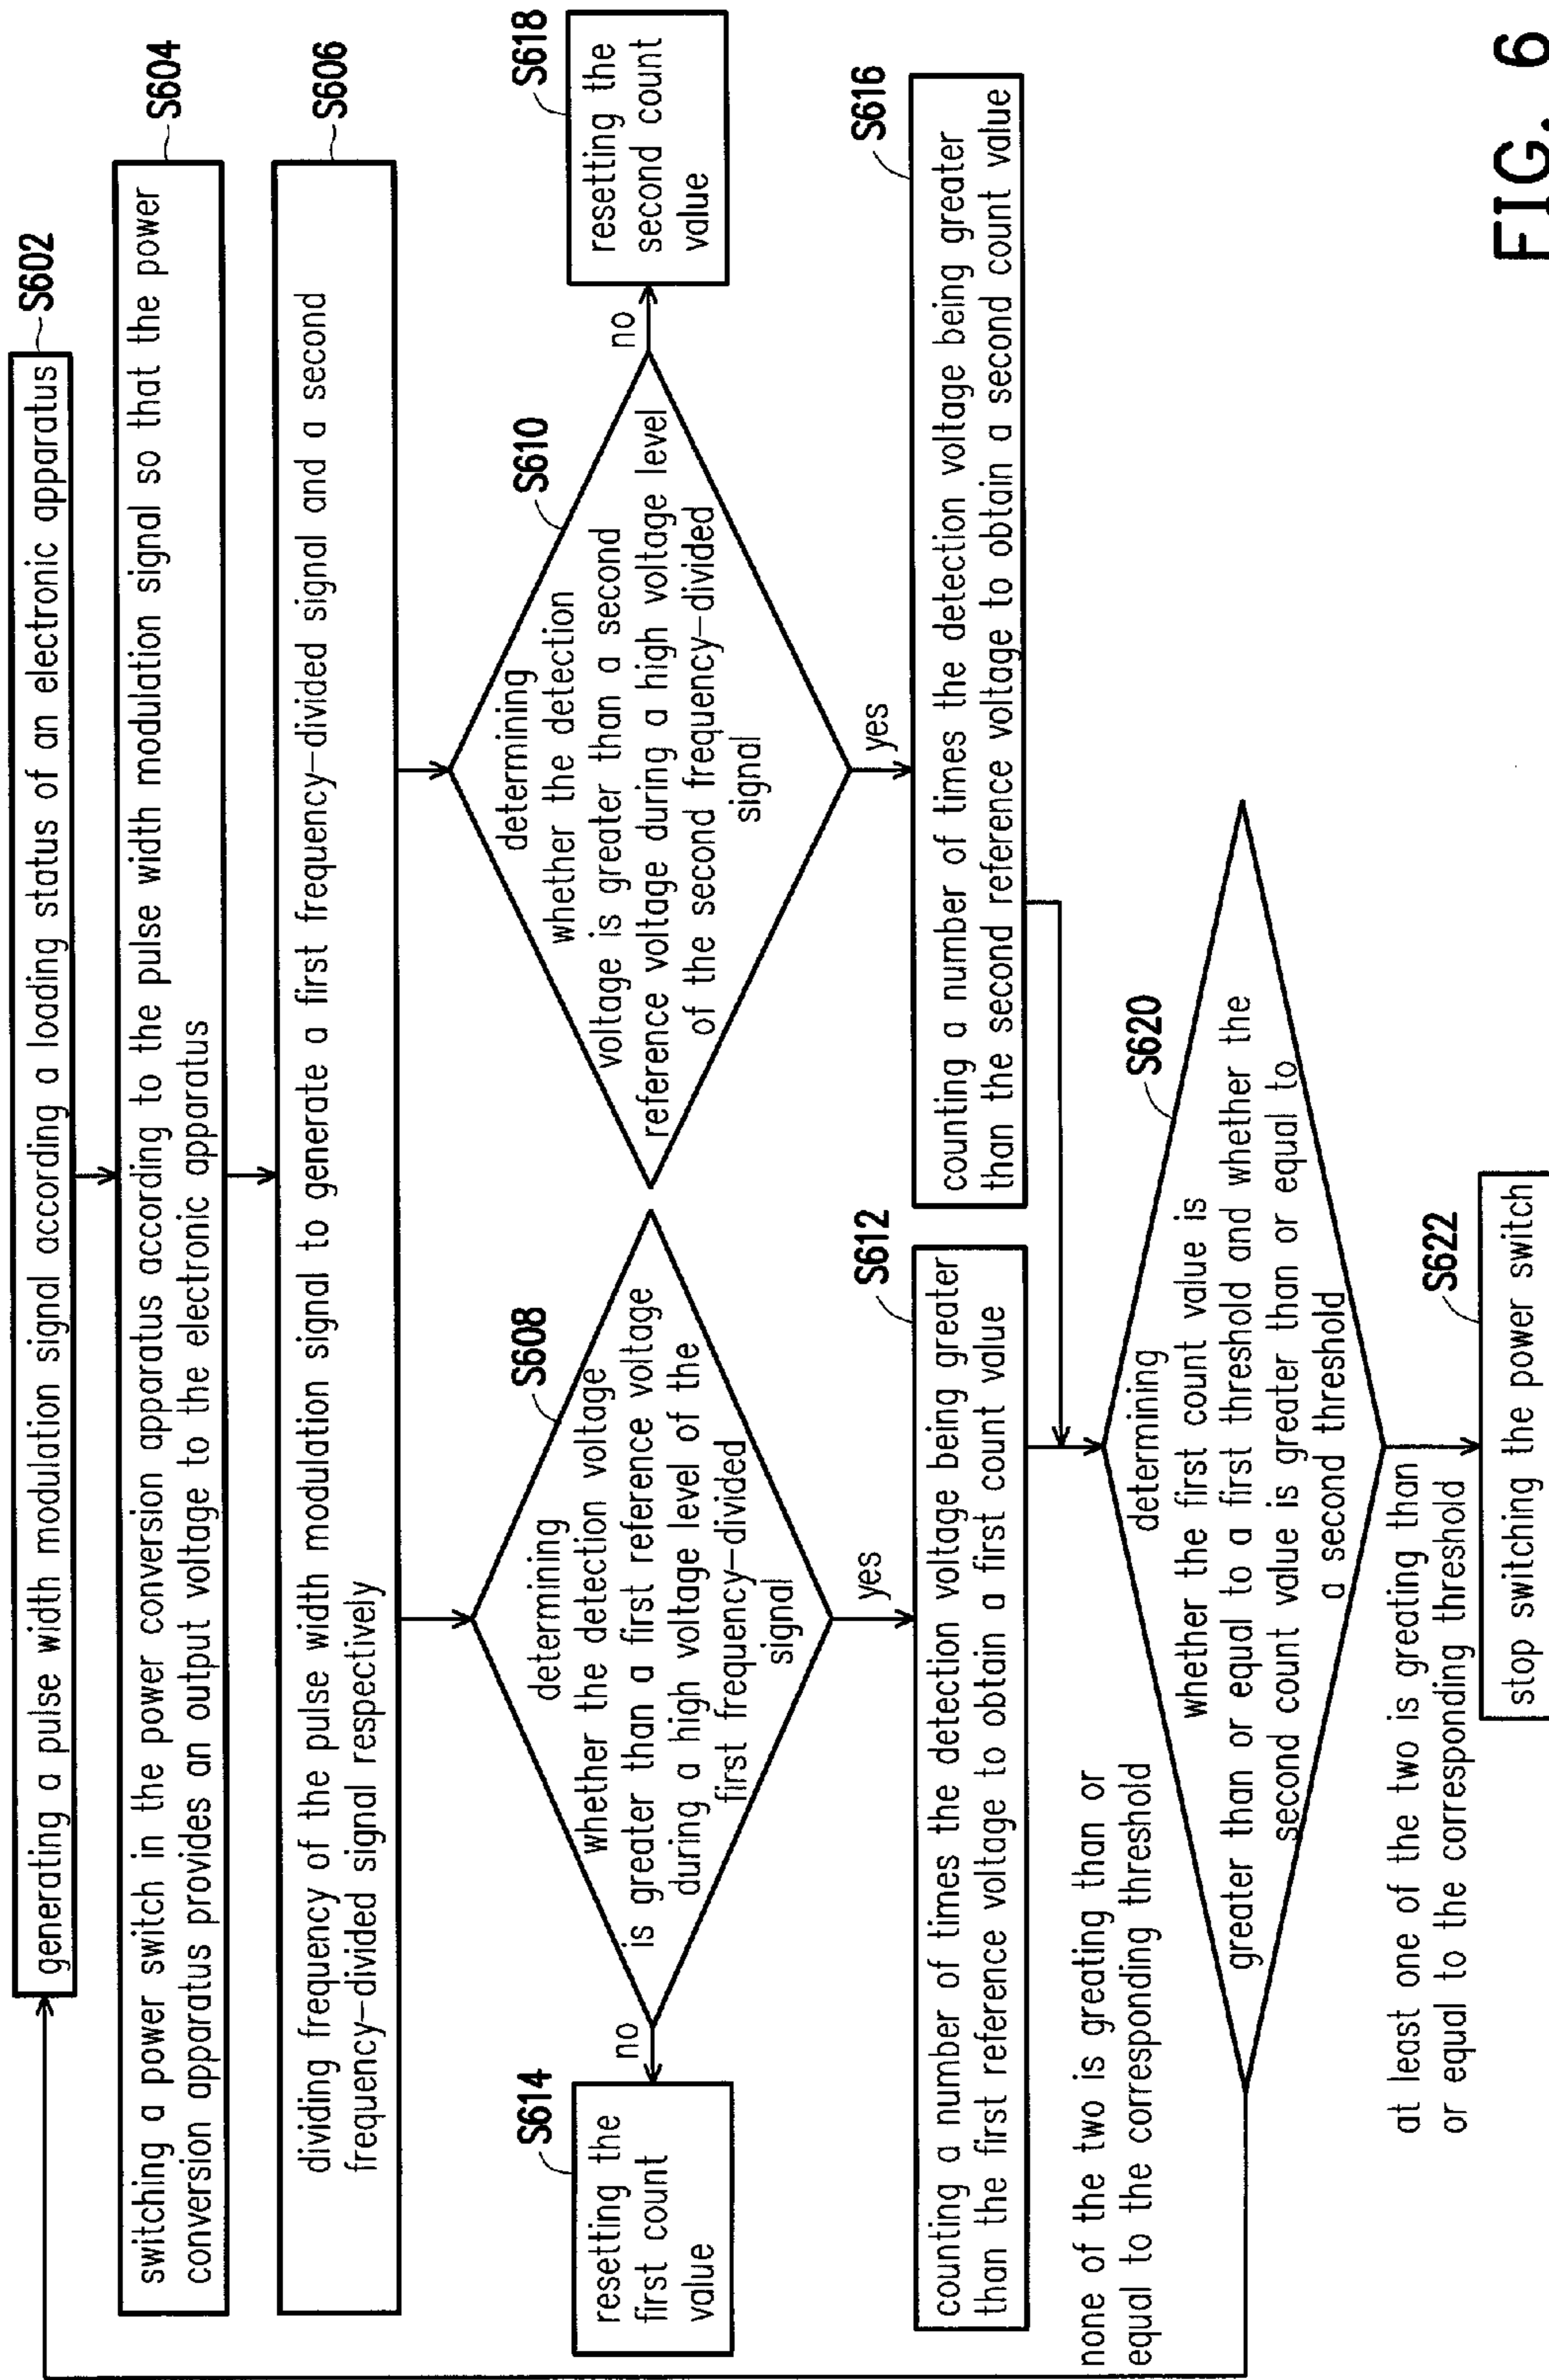 S602
generating a pulse width modulation signal according a loading status of an electronic apparatus
S604
switching a power switch in the power conversion apparatus according to the pulse width modulation signal so that the power
conversion apparatus provides an output voltage to the electronic apparatus
S606
dividing frequency of the pulse width modulation signal to generate a first frequency-divided signal and a second
frequency-divided signal respectively
S608
determining
whether the detection voltage
is greater than a first reference voltage
during a high voltage level of the
first frequency-divided
signal
no
yes
S614
resetting the
first count
value
S610
determining
whether the detection
voltage is greater than a second
reference voltage during a high voltage level
of the second frequency-divided
signal
no
yes
S618
resetting the
second count
value
S612
counting a number of times the detection voltage being greater
than the first reference voltage to obtain a first count value
S616
counting a number of times the detection voltage being greater
than the second reference voltage to obtain a second count value
none of the two is greating than or
equal to the corresponding threshold
S620
determining
whether the first count value is
greater than or equal to a first threshold and whether the
second count value is greater than or equal to
a second threshold
at least one of the two is greating than
or equal to the corresponding threshold
S622
stop switching the power switch
FIG. 6